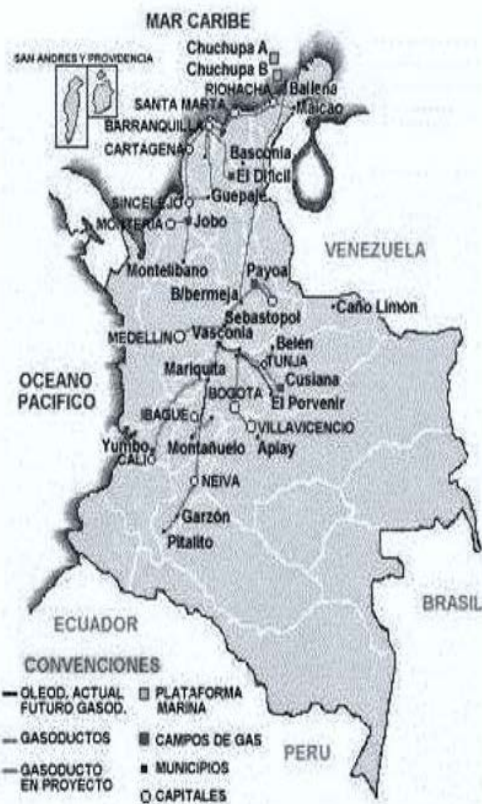 MAR CARIBE
SAN ANDRES Y PROVIDENCIA
Chuchupa A
Chuchupa B
RIOHACHA
Ballena
SANTA MARTA
Maicao
BARRANQUILLA
CARTAGENA
Basconia
El Difícil
SINCELEJO
Guepaje
MONTERIA
Jobo
VENEZUELA
Montelibano
Payoa
B/bermeja
Caño Limón
Sebastopol
MEDELLIN
Vasconia
Belén
TUNJA
Mariquita
OCEANO
PACIFICO
BOGOTA
Cusiana
El Porvenir
IBAGUE
VILLAVICENCIO
Yumbo
Montañuelo
Apiay
CALI
NEIVA
Garzón
Pitalito
BRASIL
ECUADOR
CONVENCIONES
OLEOD. ACTUAL
FUTURO GASOD.
PLATAFORMA
MARINA
GASODUCTOS
CAMPOS DE GAS
PERU
GASODUCTO
EN PROYECTO
MUNICIPIOS
CAPITALES